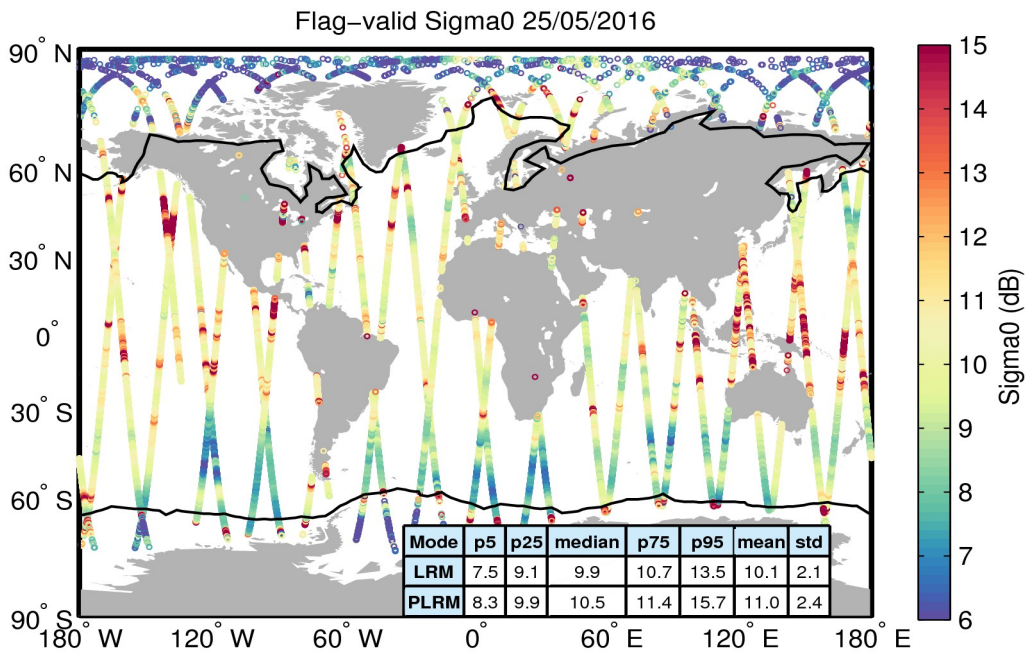 Flag−valid Sigma0 25/05/2016
90° N
60° N
30° N
0°
30° S
60° S
90° S
180° W
120° W
60° W
0°
60° E
120° E
180° E
Mode p5 p25 median p75 p95 mean std
LRM 7.5 9.1 9.9 10.7 13.5 10.1 2.1
PLRM 8.3 9.9 10.5 11.4 15.7 11.0 2.4
15
14
13
12
11
10
9
8
7
6
Sigma0 (dB)